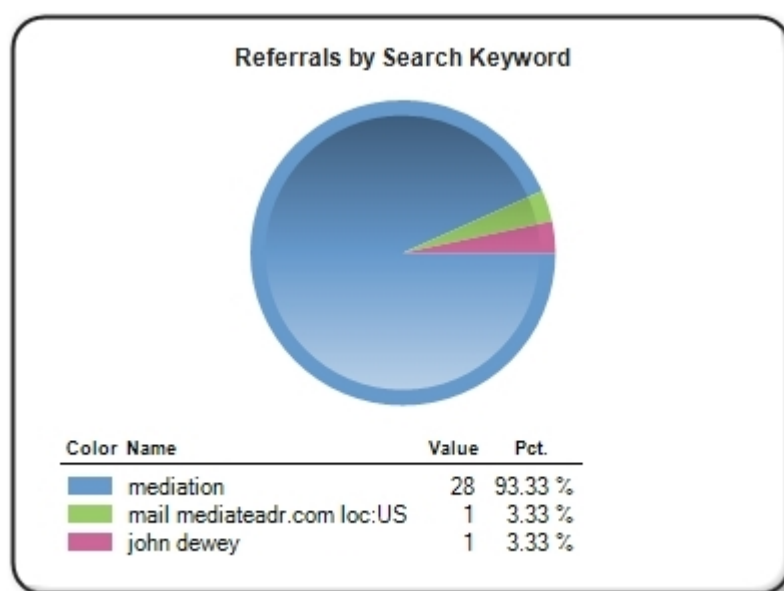 Referrals by Search Keyword
Color Name Value Pct.
mediation 28 93.33 %
mail mediateadr.com loc:US 1 3.33 %
john dewey 1 3.33 %